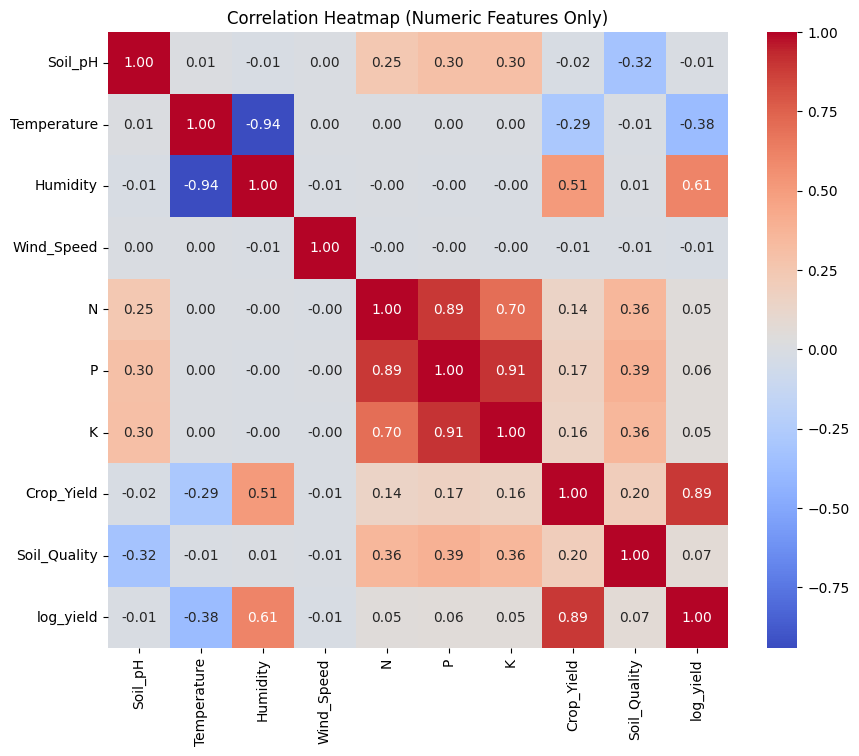 Correlation Heatmap (Numeric Features Only)
Soil_pH 1.00 0.01 -0.01 0.00 0.25 0.30 0.30 -0.02 -0.32 -0.01
Temperature 0.01 1.00 -0.94 0.00 0.00 0.00 0.00 -0.29 -0.01 -0.38
Humidity -0.01 -0.94 1.00 -0.01 -0.00 -0.00 -0.00 0.51 0.01 0.61
Wind_Speed 0.00 0.00 -0.01 1.00 -0.00 -0.00 -0.00 -0.01 -0.01 -0.01
N 0.25 0.00 -0.00 -0.00 1.00 0.89 0.70 0.14 0.36 0.05
P 0.30 0.00 -0.00 -0.00 0.89 1.00 0.91 0.17 0.39 0.06
K 0.30 0.00 -0.00 -0.00 0.70 0.91 1.00 0.16 0.36 0.05
Crop_Yield -0.02 -0.29 0.51 -0.01 0.14 0.17 0.16 1.00 0.20 0.89
Soil_Quality -0.32 -0.01 0.01 -0.01 0.36 0.39 0.36 0.20 1.00 0.07
log_yield -0.01 -0.38 0.61 -0.01 0.05 0.06 0.05 0.89 0.07 1.00
Soil_pH Temperature Humidity Wind_Speed N P K Crop_Yield Soil_Quality log_yield
1.00
0.75
0.50
0.25
0.00
−0.25
−0.50
−0.75